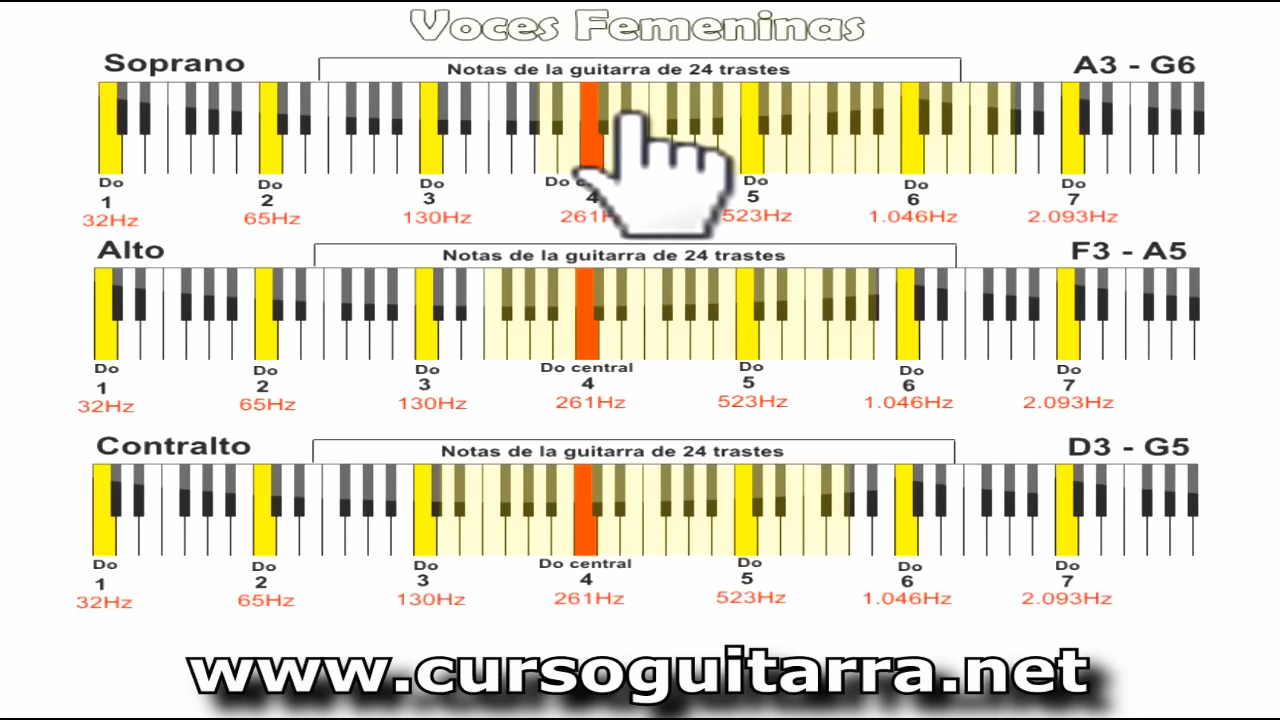 Voces Femeninas
Soprano
Notas de la guitarra de 24 trastes
A3 - G6
Do Do Do Do Do Do Do
1 2 3 4 5 6 7
32Hz 65Hz 130Hz 261H 523Hz 1.046Hz 2.093Hz
Alto
Notas de la guitarra de 24 trastes
F3 - A5
Do Do Do Do central Do Do Do
1 2 3 4 5 6 7
32Hz 65Hz 130Hz 261Hz 523Hz 1.046Hz 2.093Hz
Contralto
Notas de la guitarra de 24 trastes
D3 - G5
Do Do Do Do central Do Do Do
1 2 3 4 5 6 7
32Hz 65Hz 130Hz 261Hz 523Hz 1.046Hz 2.093Hz
www.cursoguitarra.net